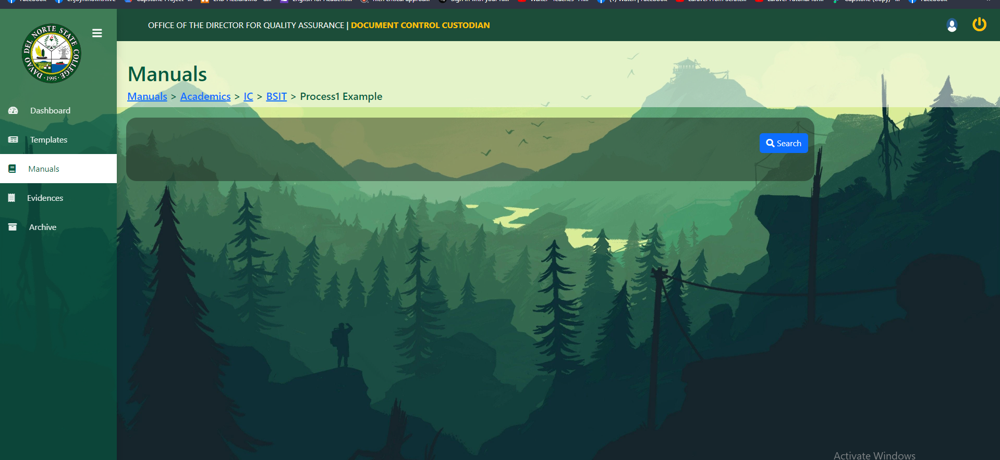 OFFICE OF THE DIRECTOR FOR QUALITY ASSURANCE | DOCUMENT CONTROL CUSTODIAN
DAVAO DEL NORTE STATE COLLEGE
· 1995 ·
Dashboard
Templates
Manuals
Evidences
Archive
Manuals
Manuals > Academics > IC > BSIT > Process1 Example
Search
Activate Windows